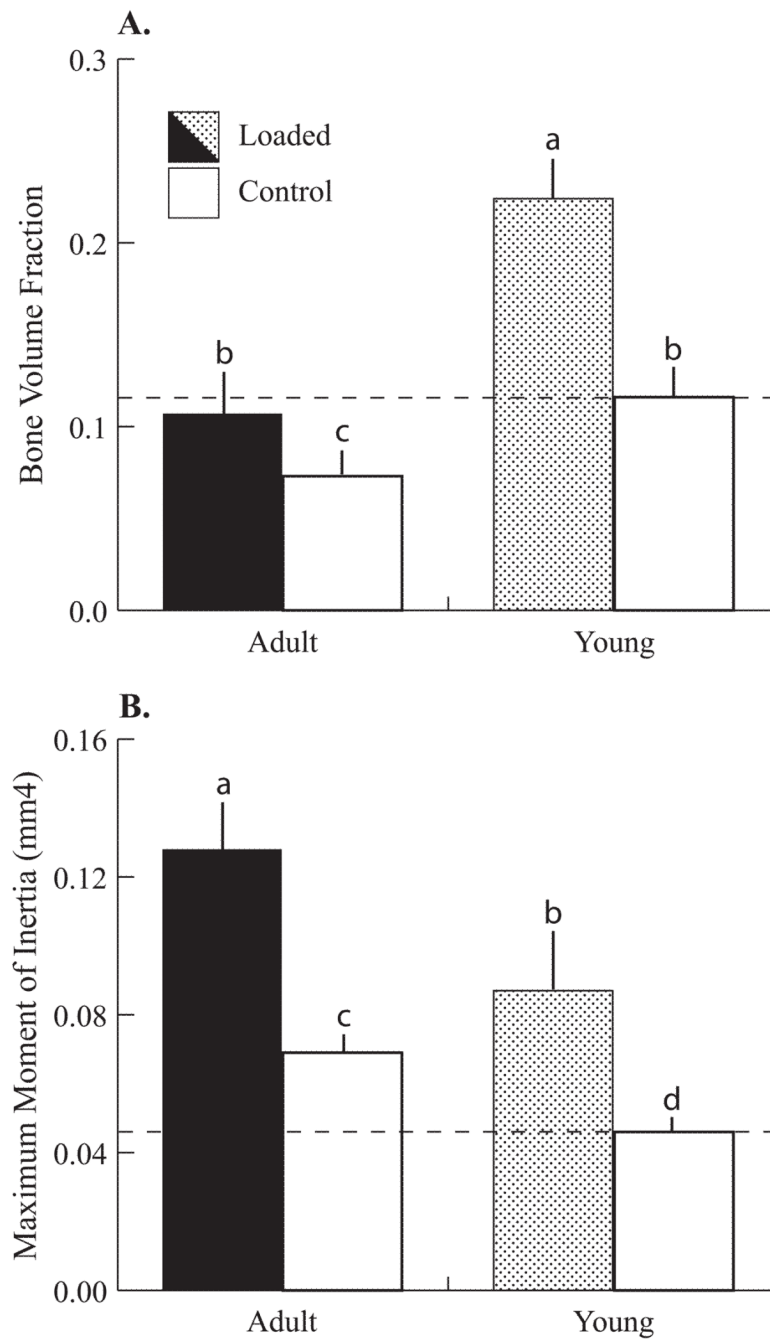 A.
0.3
Loaded
a
Control
0.2
b
b
c
0.1
0.0
Bone Volume Fraction
Adult
Young
B.
0.16
a
0.12
b
c
0.08
d
0.04
0.00
Maximum Moment of Inertia (mm4)
Adult
Young